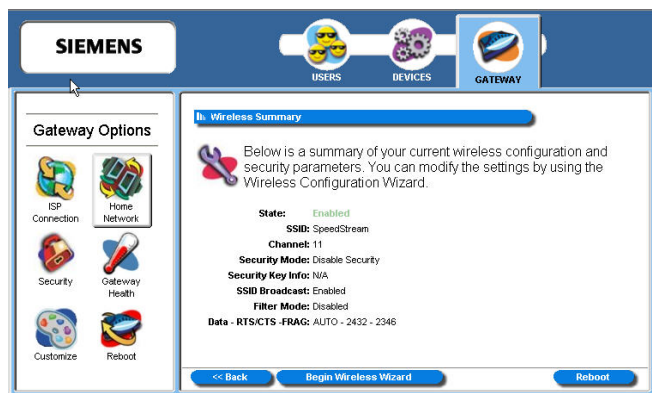 SIEMENS
USERS
DEVICES
GATEWAY
Gateway Options
ISP
Connection
Home
Network
Security
Gateway
Health
Customize
Reboot
Wireless Summary
Below is a summary of your current wireless configuration and
security parameters. You can modify the settings by using the
Wireless Configuration Wizard.
State: Enabled
SSID: SpeedStream
Channel: 11
Security Mode: Disable Security
Security Key Info: N/A
SSID Broadcast: Enabled
Filter Mode: Disabled
Data - RTS/CTS -FRAG: AUTO - 2432 - 2346
<< Back
Begin Wireless Wizard
Reboot